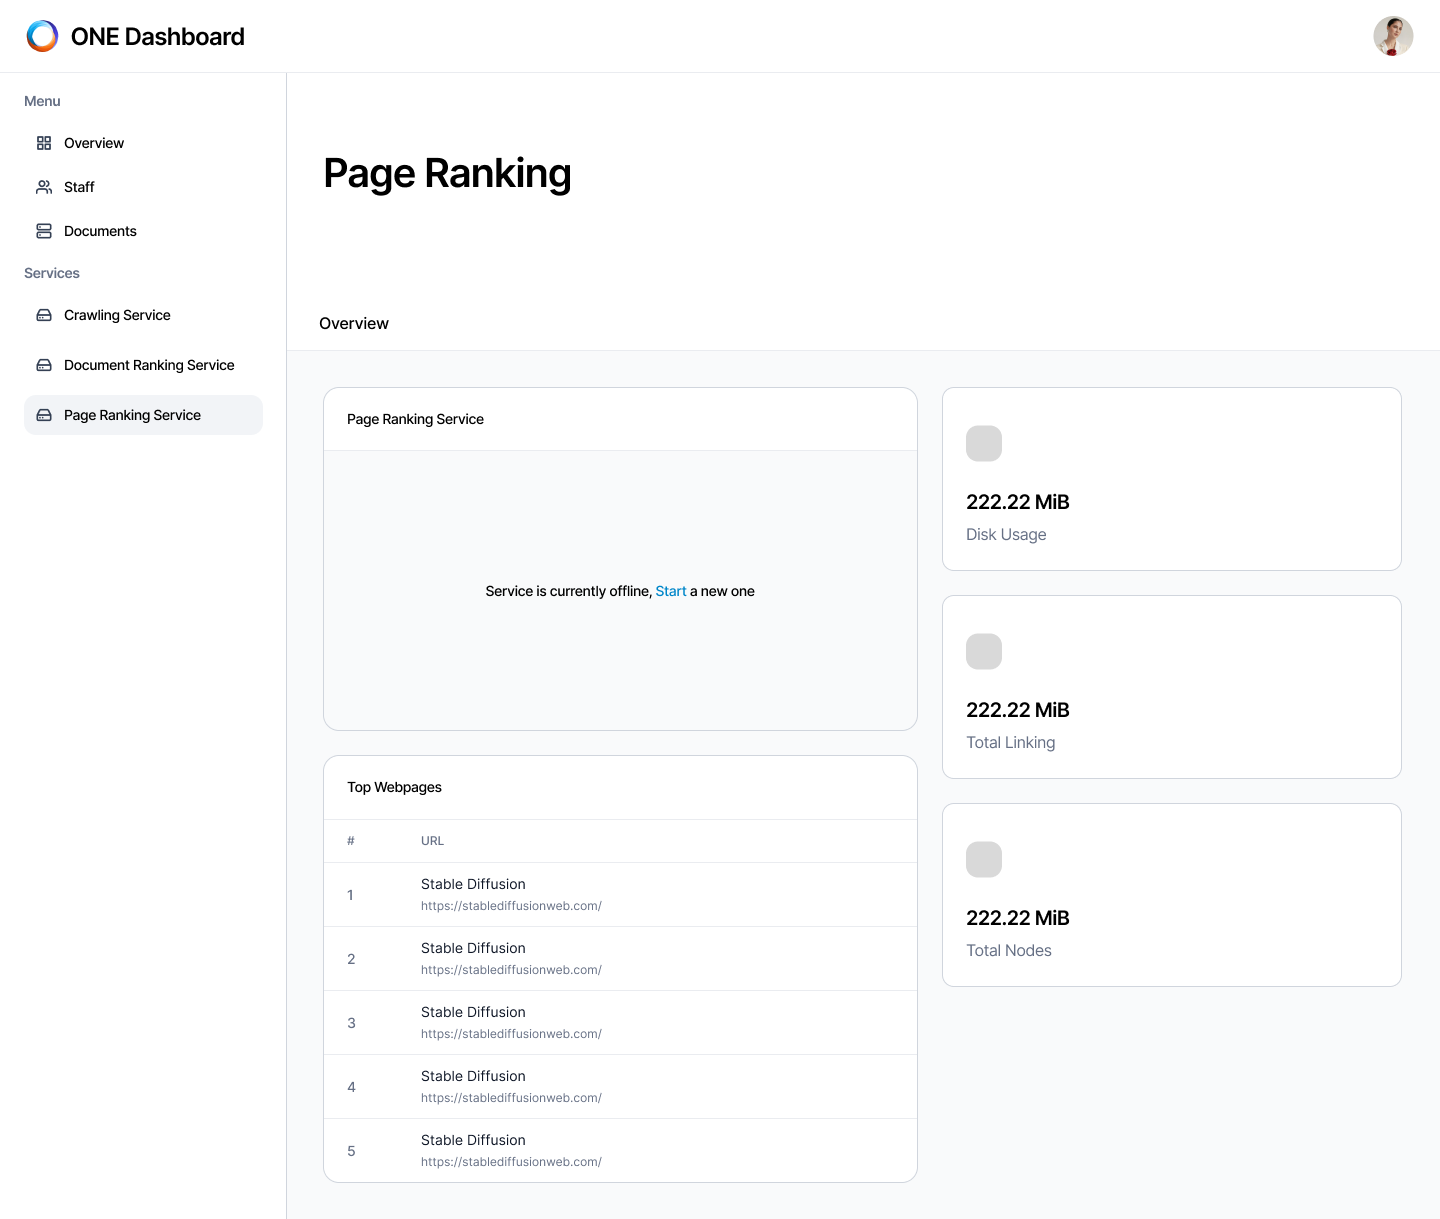 ONE Dashboard
Menu
Overview
Staff
Documents
Services
Crawling Service
Document Ranking Service
Page Ranking Service
Page Ranking
Overview
Page Ranking Service
Service is currently offline, Start a new one
Top Webpages
# URL
1 Stable Diffusion
https://stablediffusionweb.com/
2 Stable Diffusion
https://stablediffusionweb.com/
3 Stable Diffusion
https://stablediffusionweb.com/
4 Stable Diffusion
https://stablediffusionweb.com/
5 Stable Diffusion
https://stablediffusionweb.com/
222.22 MiB
Disk Usage
222.22 MiB
Total Linking
222.22 MiB
Total Nodes